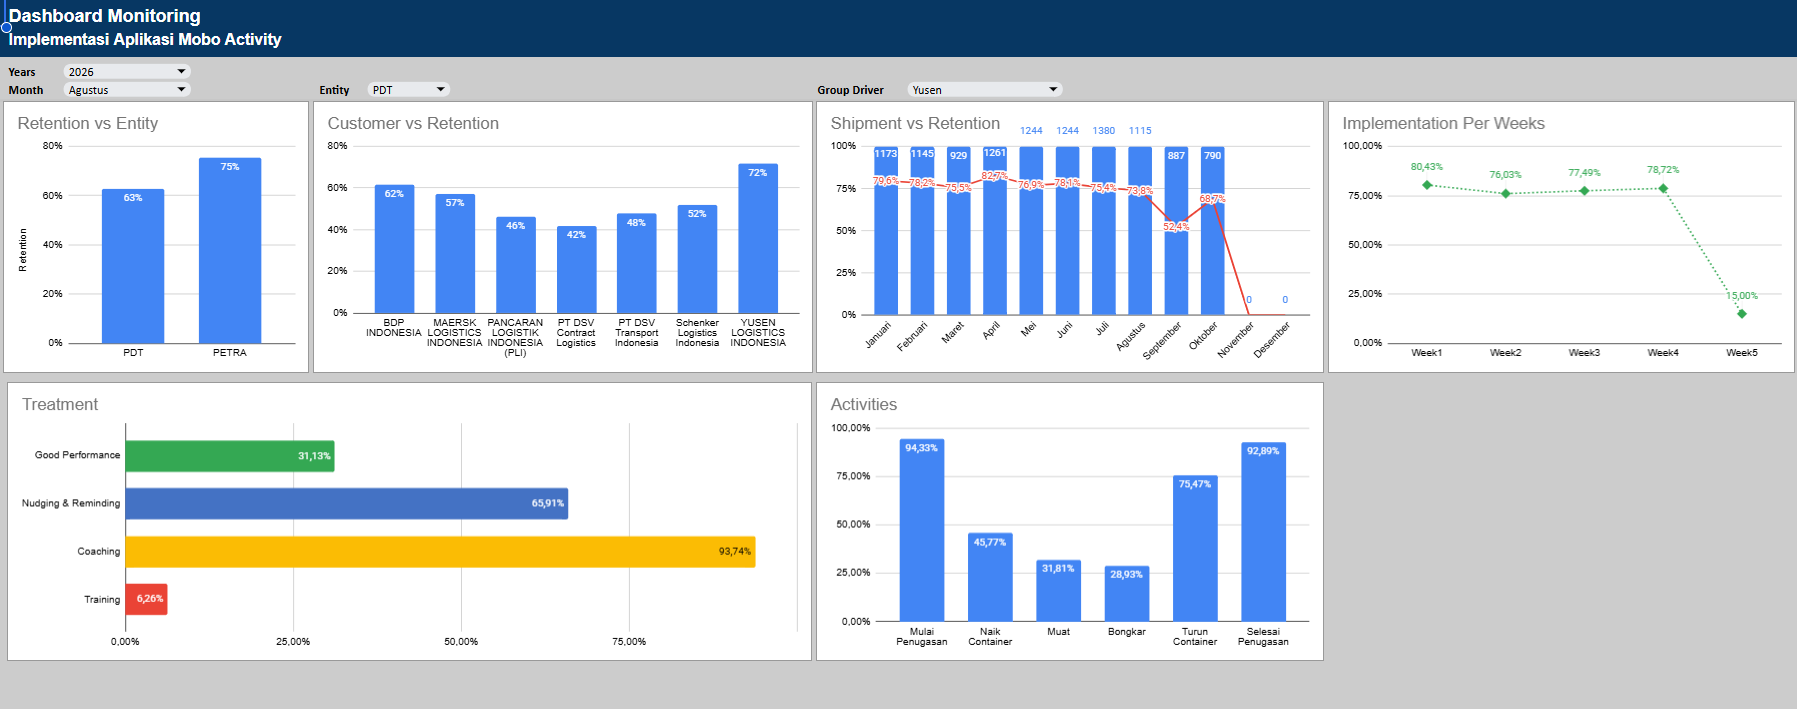 Dashboard Monitoring
Implementasi Aplikasi Mobo Activity
Years 2026
Month Agustus
Entity PDT
Group Driver Yusen
Retention vs Entity
80%
60%
40%
20%
0%
Retention
63%
75%
PDT
PETRA
Customer vs Retention
80%
60%
40%
20%
0%
62%
57%
46%
42%
48%
52%
72%
BDP INDONESIA
MAERSK LOGISTICS INDONESIA
PANCARAN LOGISTIK INDONESIA (PLI)
PT DSV Contract Logistics
PT DSV Transport Indonesia
Schenker Logistics Indonesia
YUSEN LOGISTICS INDONESIA
Shipment vs Retention
100%
75%
50%
25%
0%
1173
1145
929
1261
1244
1244
1380
1115
887
790
0
0
79,6%
78,2%
75,5%
82,7%
76,9%
78,1%
75,4%
73,8%
52,4%
68,7%
Januari
Februari
Maret
April
Mei
Juni
Juli
Agustus
September
Oktober
November
Desember
Implementation Per Weeks
100,00%
75,00%
50,00%
25,00%
0,00%
80,43%
76,03%
77,49%
78,72%
15,00%
Week1
Week2
Week3
Week4
Week5
Treatment
Good Performance
31,13%
Nudging & Reminding
65,91%
Coaching
93,74%
Training
6,26%
0,00%
25,00%
50,00%
75,00%
Activities
100,00%
75,00%
50,00%
25,00%
0,00%
94,33%
45,77%
31,81%
28,93%
75,47%
92,89%
Mulai Penugasan
Naik Container
Muat
Bongkar
Turun Container
Selesai Penugasan